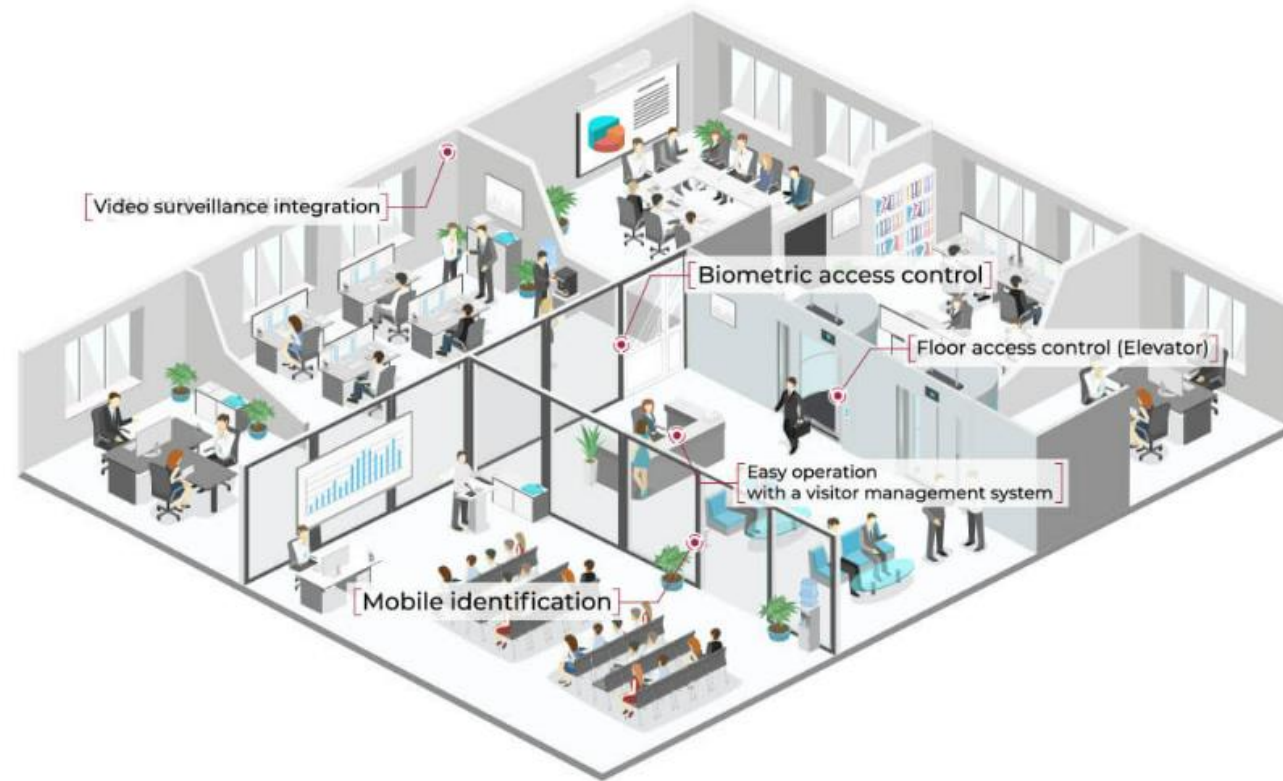 Video surveillance integration
Biometric access control
Floor access control (Elevator)
Easy operation
with a visitor management system
Mobile identification